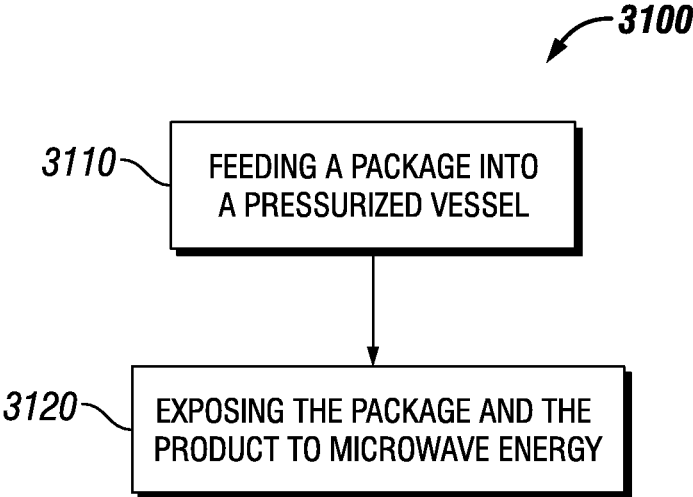 3100
3110
FEEDING A PACKAGE INTO
A PRESSURIZED VESSEL
3120
EXPOSING THE PACKAGE AND THE
PRODUCT TO MICROWAVE ENERGY